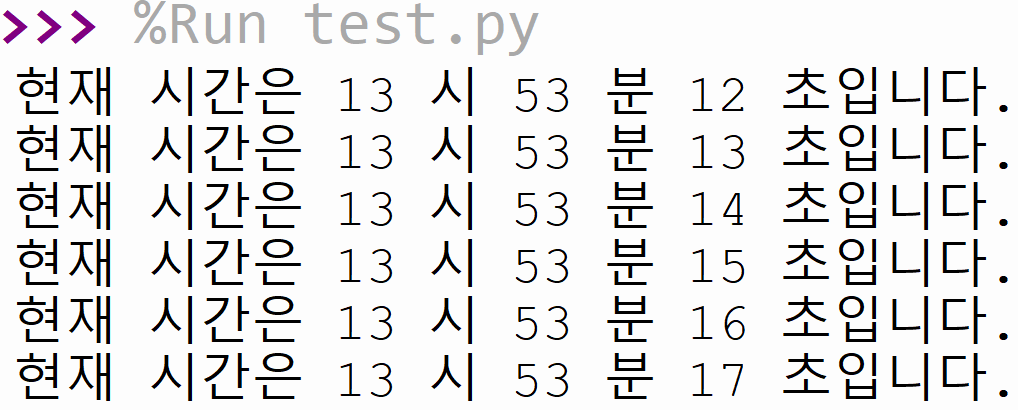 >>> %Run test.py
현재 시간은 13 시 53 분 12 초입니다.
현재 시간은 13 시 53 분 13 초입니다.
현재 시간은 13 시 53 분 14 초입니다.
현재 시간은 13 시 53 분 15 초입니다.
현재 시간은 13 시 53 분 16 초입니다.
현재 시간은 13 시 53 분 17 초입니다.